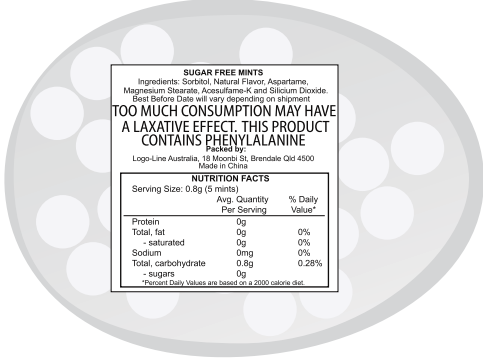 SUGAR FREE MINTS
Ingredients: Sorbitol, Natural Flavor, Aspartame,
Magnesium Stearate, Acesulfame-K and Silicium Dioxide.
Best Before Date will vary depending on shipment
TOO MUCH CONSUMPTION MAY HAVE
A LAXATIVE EFFECT. THIS PRODUCT
CONTAINS PHENYLALANINE
Packed by:
Logo-Line Australia, 18 Moonbi St, Brendale Qld 4500
Made in China
NUTRITION FACTS
Serving Size: 0.8g (5 mints)
Avg. Quantity % Daily
Per Serving Value*
Protein 0g
Total, fat 0g 0%
- saturated 0g 0%
Sodium 0mg 0%
Total, carbohydrate 0.8g 0.28%
- sugars 0g
*Percent Daily Values are based on a 2000 calorie diet.